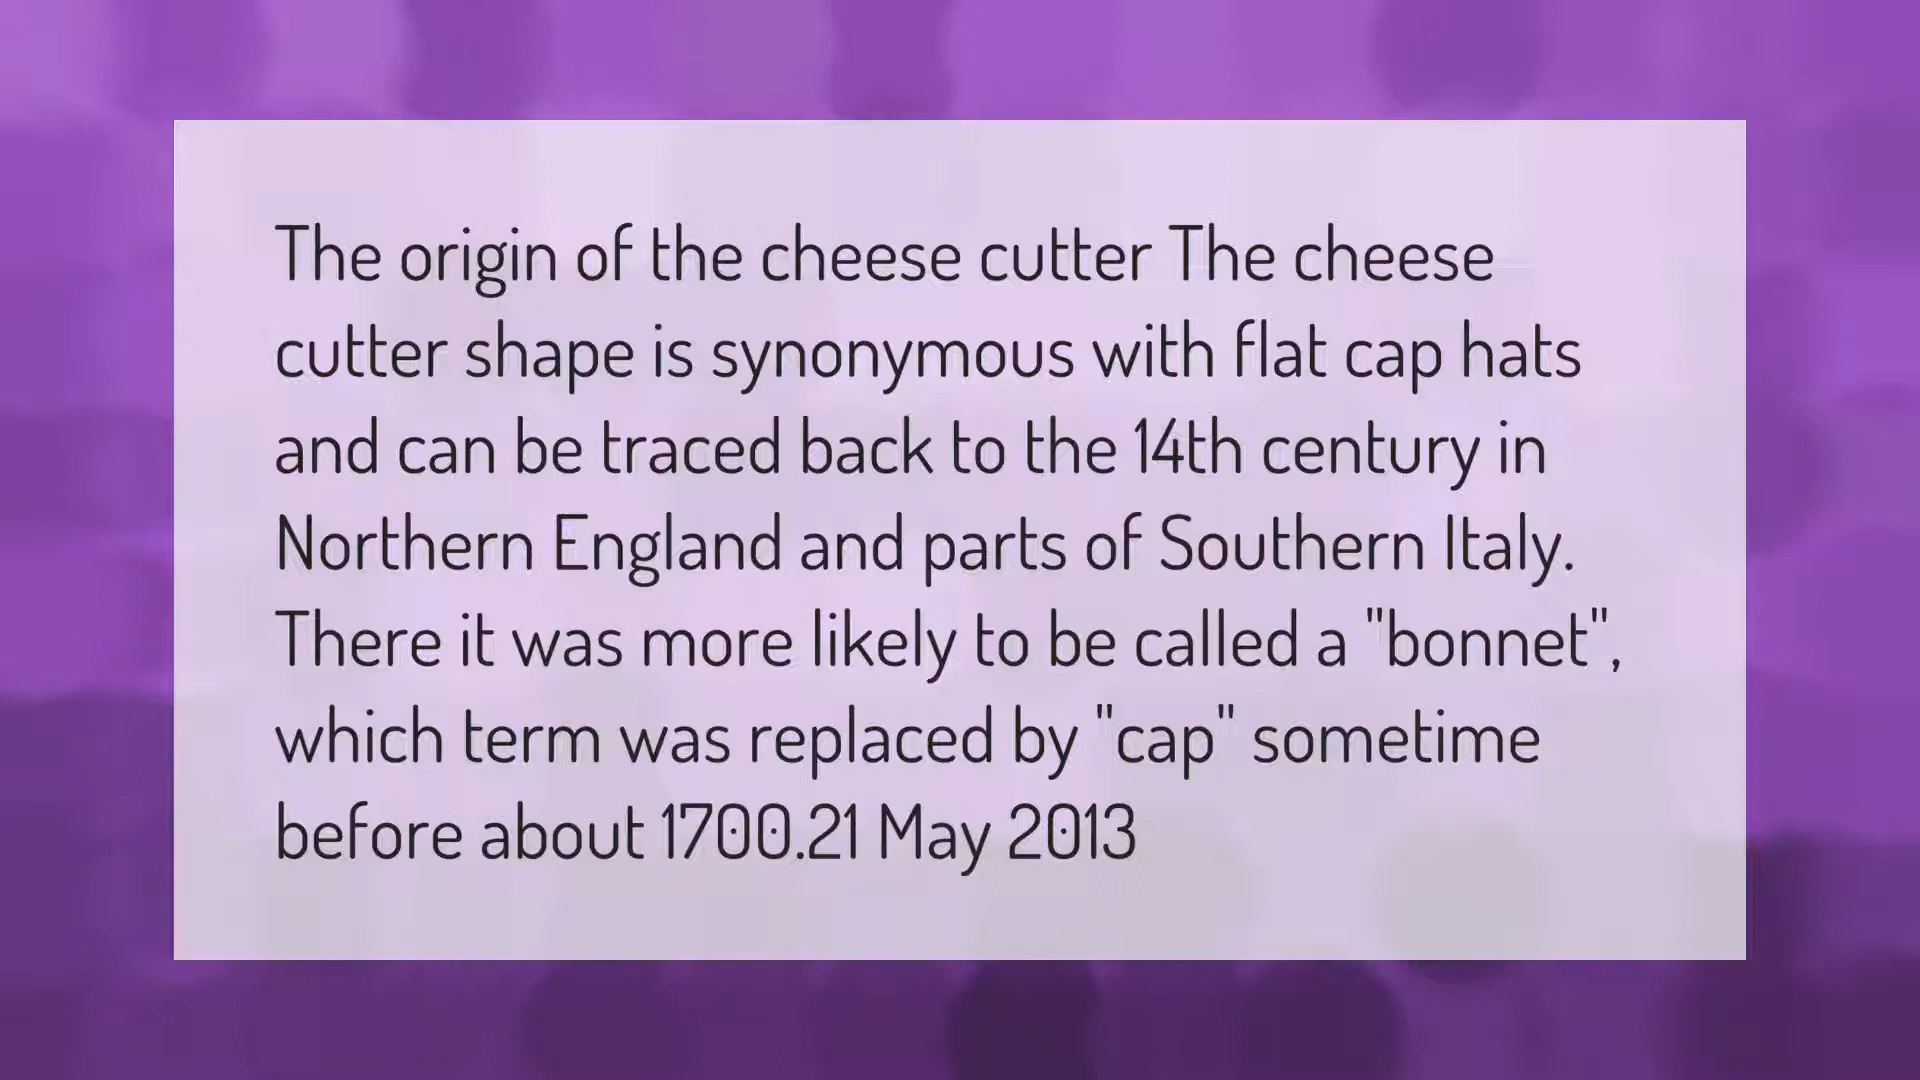 The origin of the cheese cutter The cheese
cutter shape is synonymous with flat cap hats
and can be traced back to the 14th century in
Northern England and parts of Southern Italy.
There it was more likely to be called a "bonnet",
which term was replaced by "cap" sometime
before about 1700.21 May 2013